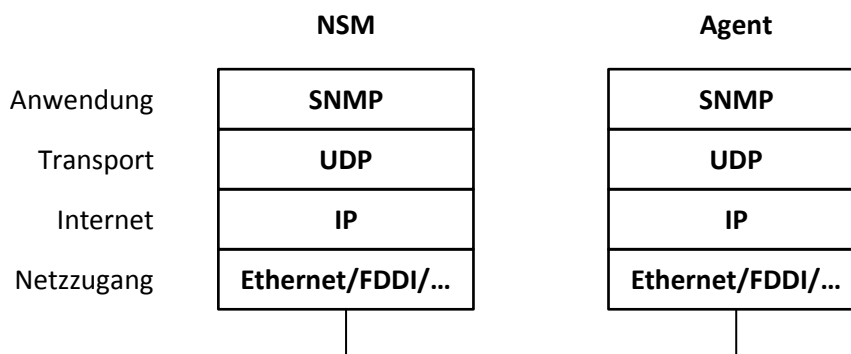 NSM Agent
Anwendung SNMP SNMP
Transport UDP UDP
Internet IP IP
Netzzugang Ethernet/FDDI/… Ethernet/FDDI/…